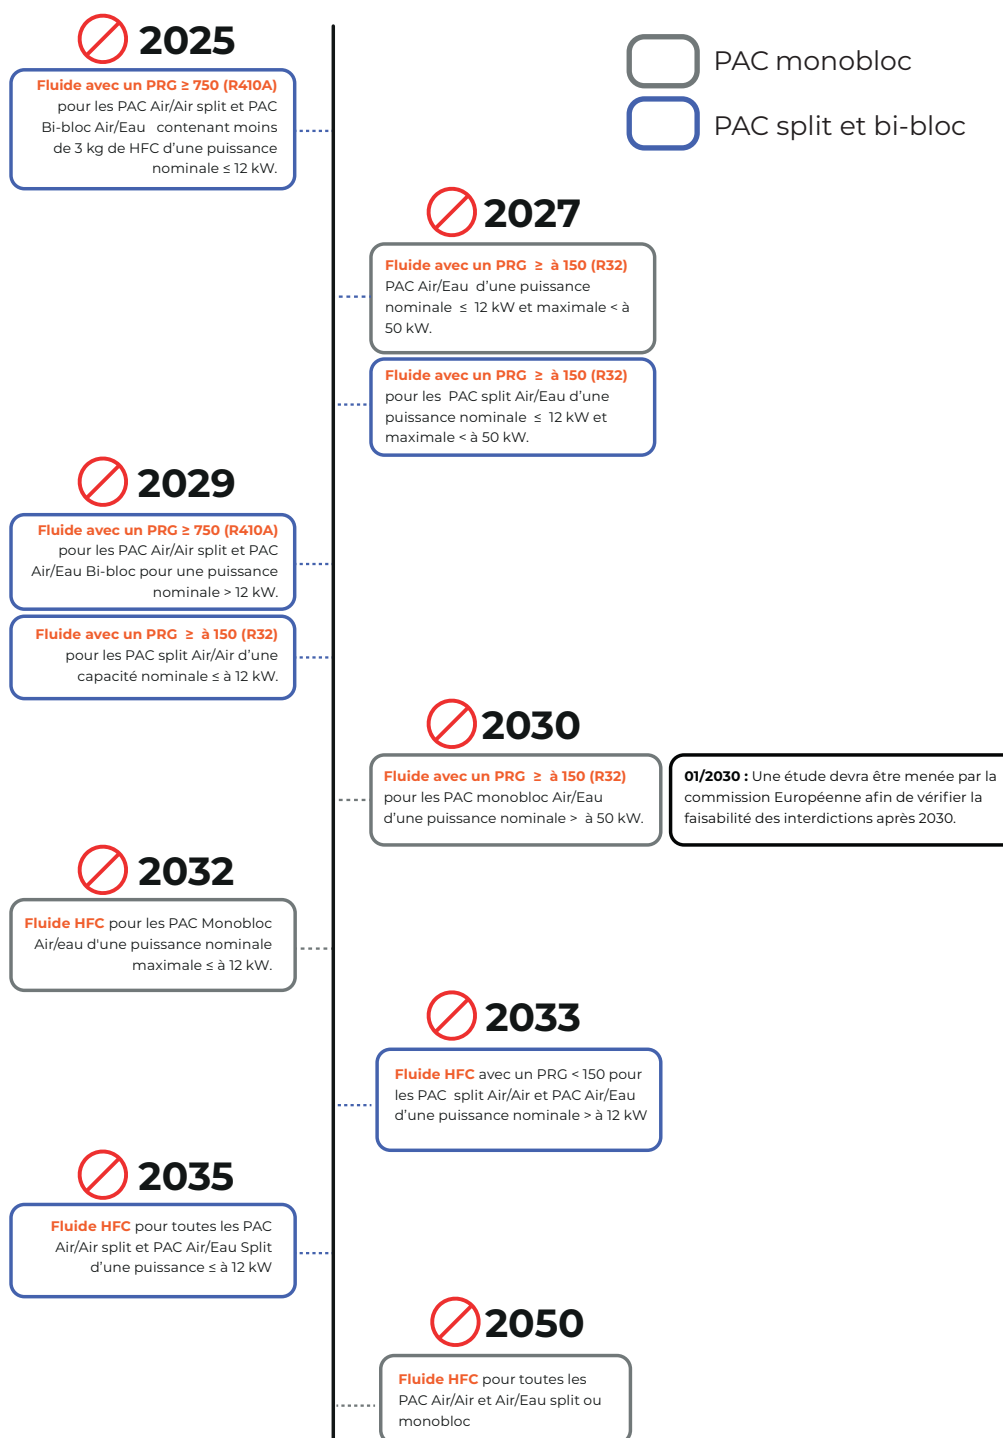 2025
Fluide avec un PRG ≥ 750 (R410A)
pour les PAC Air/Air split et PAC
Bi-bloc Air/Eau contenant moins
de 3 kg de HFC d'une puissance
nominale ≤ 12 kW.
PAC monobloc
PAC split et bi-bloc
2027
Fluide avec un PRG ≥ à 150 (R32)
PAC Air/Eau d'une puissance
nominale ≤ 12 kW et maximale < à
50 kW.
Fluide avec un PRG ≥ à 150 (R32)
pour les PAC split Air/Eau d'une
puissance nominale ≤ 12 kW et
maximale < à 50 kW.
2029
Fluide avec un PRG ≥ 750 (R410A)
pour les PAC Air/Air split et PAC
Air/Eau Bi-bloc pour une puissance
nominale > 12 kW.
Fluide avec un PRG ≥ à 150 (R32)
pour les PAC split Air/Air d'une
capacité nominale ≤ à 12 kW.
2030
Fluide avec un PRG ≥ à 150 (R32)
pour les PAC monobloc Air/Eau
d'une puissance nominale > à 50 kW.
01/2030 : Une étude devra être menée par la
commission Européenne afin de vérifier la
faisabilité des interdictions après 2030.
2032
Fluide HFC pour les PAC Monobloc
Air/eau d'une puissance nominale
maximale ≤ à 12 kW.
2033
Fluide HFC avec un PRG < 150 pour
les PAC split Air/Air et PAC Air/Eau
d'une puissance nominale > à 12 kW
2035
Fluide HFC pour toutes les PAC
Air/Air split et PAC Air/Eau Split
d'une puissance ≤ à 12 kW
2050
Fluide HFC pour toutes les
PAC Air/Air et Air/Eau split ou
monobloc